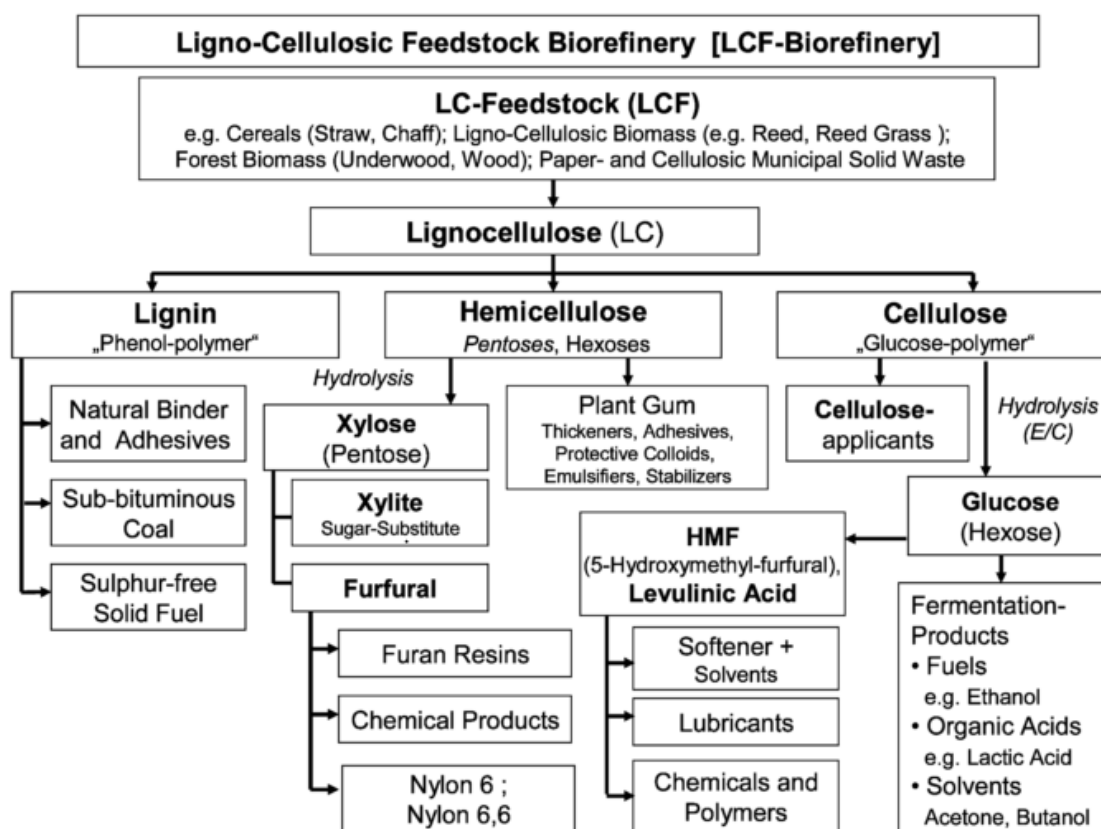 Ligno-Cellulosic Feedstock Biorefinery [LCF-Biorefinery]
LC-Feedstock (LCF)
e.g. Cereals (Straw, Chaff); Ligno-Cellulosic Biomass (e.g. Reed, Reed Grass );
Forest Biomass (Underwood, Wood); Paper- and Cellulosic Municipal Solid Waste
Lignocellulose (LC)
Lignin
„Phenol-polymer“
Hemicellulose
Pentoses, Hexoses
Cellulose
„Glucose-polymer“
Natural Binder
and Adhesives
Sub-bituminous
Coal
Sulphur-free
Solid Fuel
Hydrolysis
Xylose
(Pentose)
Xylite
Sugar-Substitute
Furfural
Furan Resins
Chemical Products
Nylon 6 ;
Nylon 6,6
Plant Gum
Thickeners, Adhesives,
Protective Colloids,
Emulsifiers, Stabilizers
Cellulose-
applicants
Hydrolysis
(E/C)
Glucose
(Hexose)
HMF
(5-Hydroxymethyl-furfural),
Levulinic Acid
Softener +
Solvents
Lubricants
Chemicals and
Polymers
Fermentation-
Products
• Fuels
e.g. Ethanol
• Organic Acids
e.g. Lactic Acid
• Solvents
Acetone, Butanol